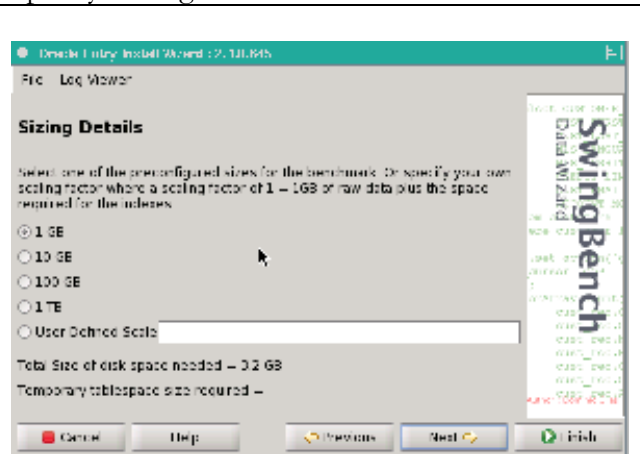 Oracle Entry Install Wizard : 2.1.0.645
File Log Viewer
Sizing Details
Select one of the preconfigured sizes for the benchmark. Or specify your own
scaling factor where a scaling factor of 1 = 1GB of raw data plus the space
required for the indexes
1 GB
10 GB
100 GB
1 TB
User Defined Scale
Total Size of disk space needed = 3.2 GB
Temporary tablespace size required =
Cancel Help Previous Next Finish
SwingBench
Data Wizard